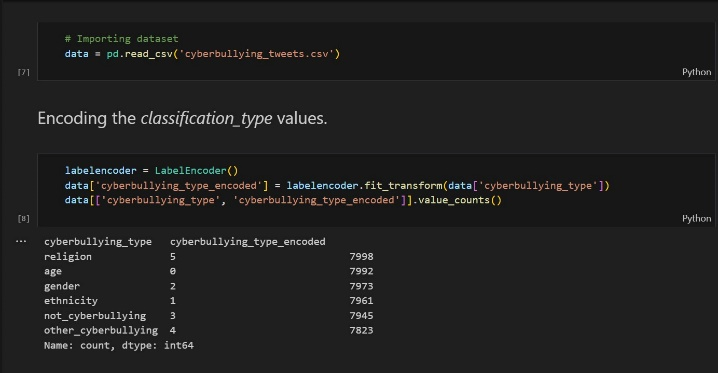 # Importing dataset
data = pd.read_csv('cyberbullying_tweets.csv')
[7]
Python
Encoding the classification_type values.
labelencoder = LabelEncoder()
data['cyberbullying_type_encoded'] = labelencoder.fit_transform(data['cyberbullying_type'])
data[['cyberbullying_type', 'cyberbullying_type_encoded']].value_counts()
[8]
Python
...
cyberbullying_type cyberbullying_type_encoded
religion 5 7998
age 0 7992
gender 2 7973
ethnicity 1 7961
not_cyberbullying 3 7945
other_cyberbullying 4 7823
Name: count, dtype: int64